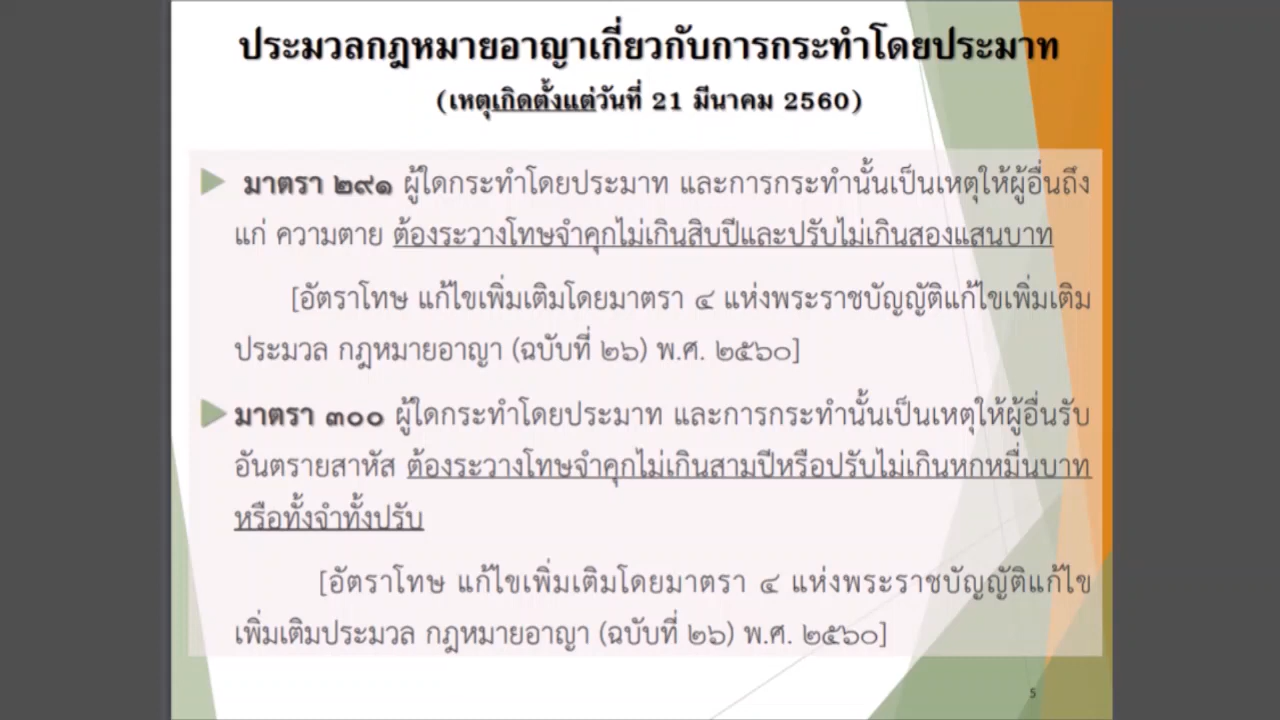 ประมวลกฎหมายอาญาเกี่ยวกับการกระทำโดยประมาท
(เหตุเกิดตั้งแต่วันที่ 21 มีนาคม 2560)
มาตรา ๒๙๑ ผู้ใดกระทำโดยประมาท และการกระทำนั้นเป็นเหตุให้ผู้อื่นถึง
แก่ ความตาย ต้องระวางโทษจำคุกไม่เกินสิบปีและปรับไม่เกินสองแสนบาท
[อัตราโทษ แก้ไขเพิ่มเติมโดยมาตรา ๔ แห่งพระราชบัญญัติแก้ไขเพิ่มเติม
ประมวล กฎหมายอาญา (ฉบับที่ ๒๖) พ.ศ. ๒๕๖๐]
มาตรา ๓๐๐ ผู้ใดกระทำโดยประมาท และการกระทำนั้นเป็นเหตุให้ผู้อื่นรับ
อันตรายสาหัส ต้องระวางโทษจำคุกไม่เกินสามปีหรือปรับไม่เกินหกหมื่นบาท
หรือทั้งจำทั้งปรับ
[อัตราโทษ แก้ไขเพิ่มเติมโดยมาตรา ๔ แห่งพระราชบัญญัติแก้ไข
เพิ่มเติมประมวล กฎหมายอาญา (ฉบับที่ ๒๖) พ.ศ. ๒๕๖๐]
5